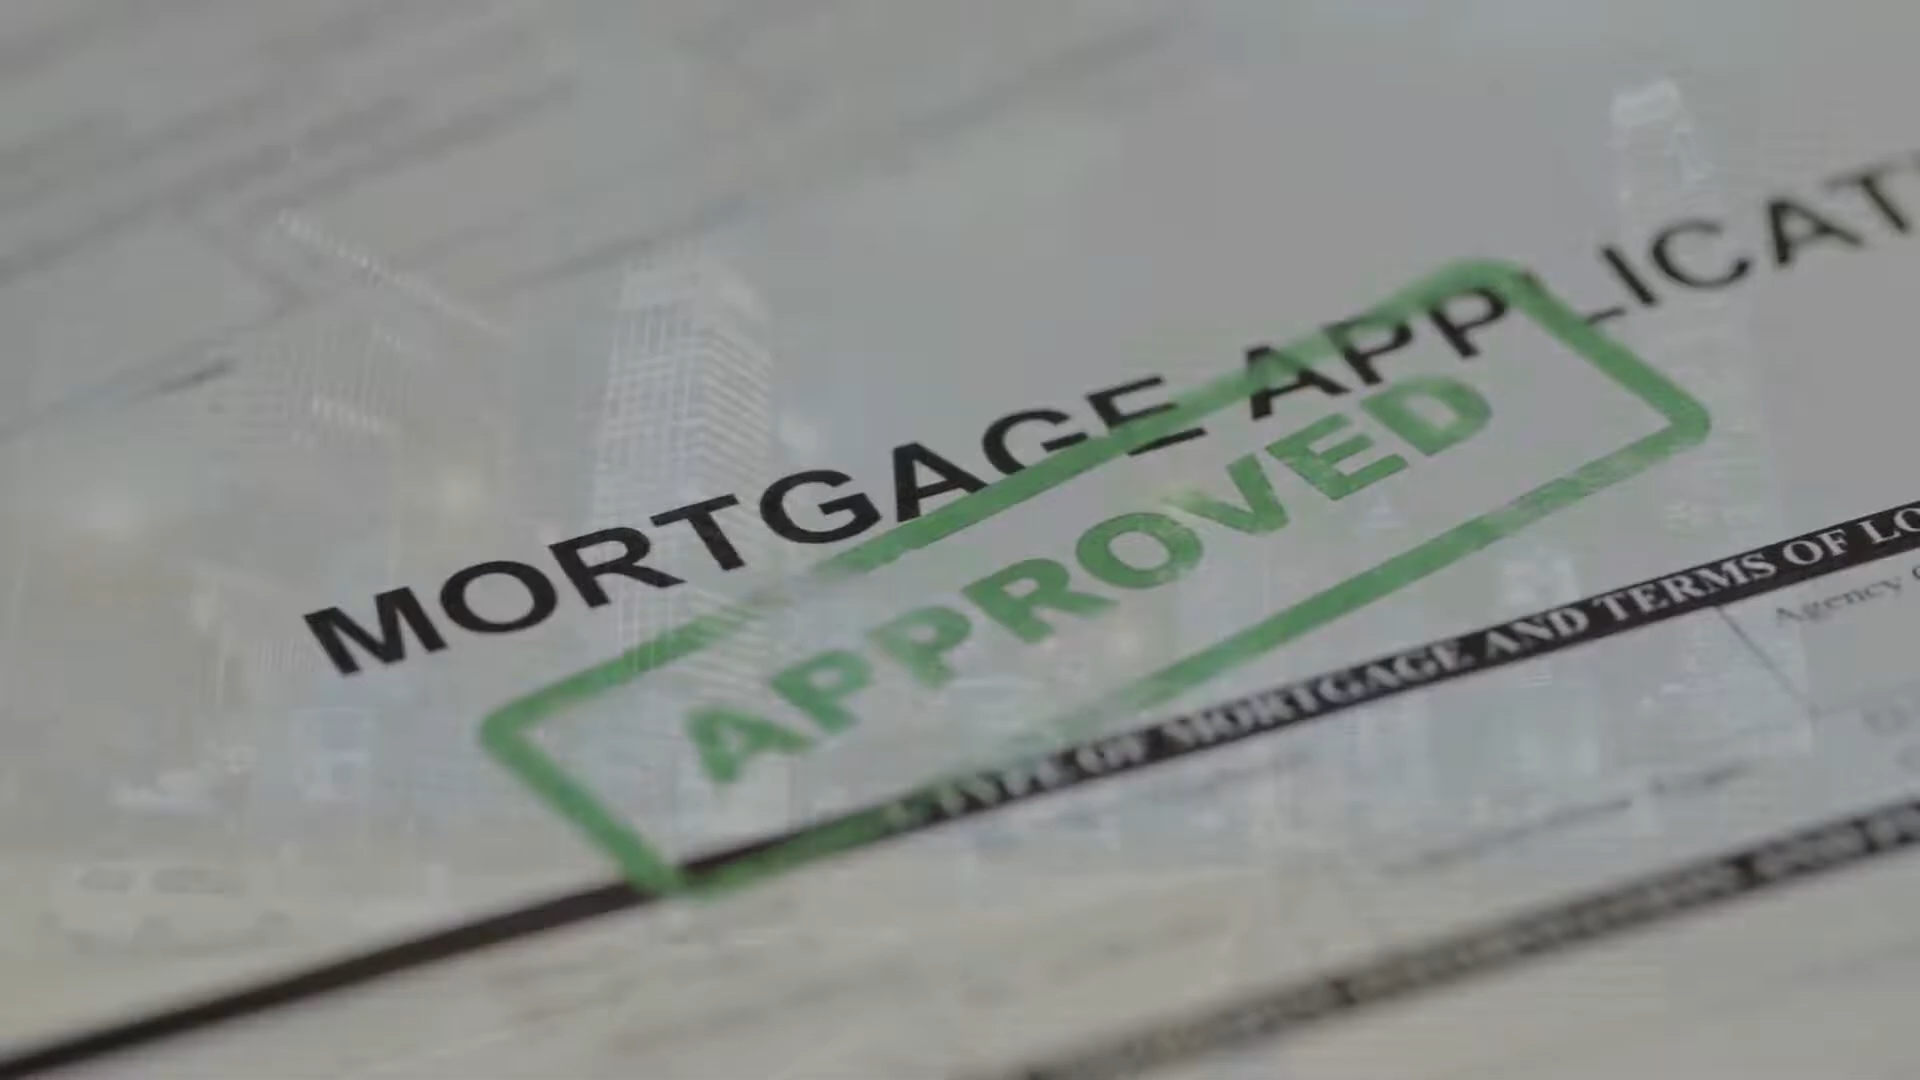 MORTGAGE APPLICAT
APPROVED
TYPE OF MORTGAGE AND TERMS OF LO
Agency